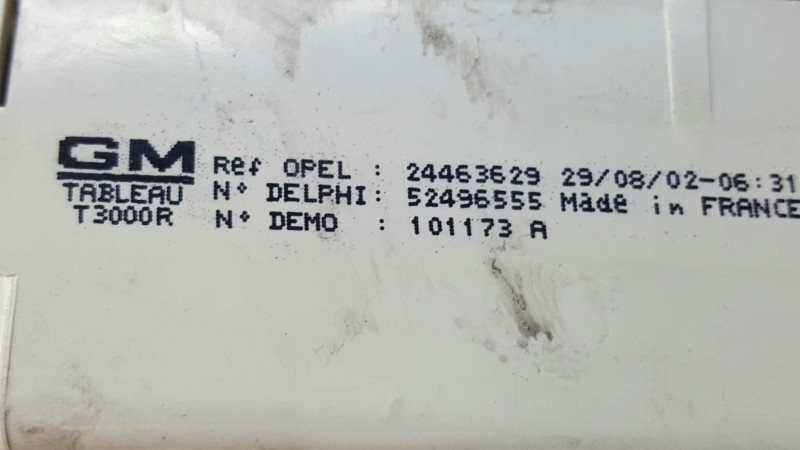 GM
TABLEAU
T3000R
Ref OPEL : 24463629 29/08/02-06:31
N° DELPHI: 52496555 Made in FRANCE
N° DEMO : 101173 A